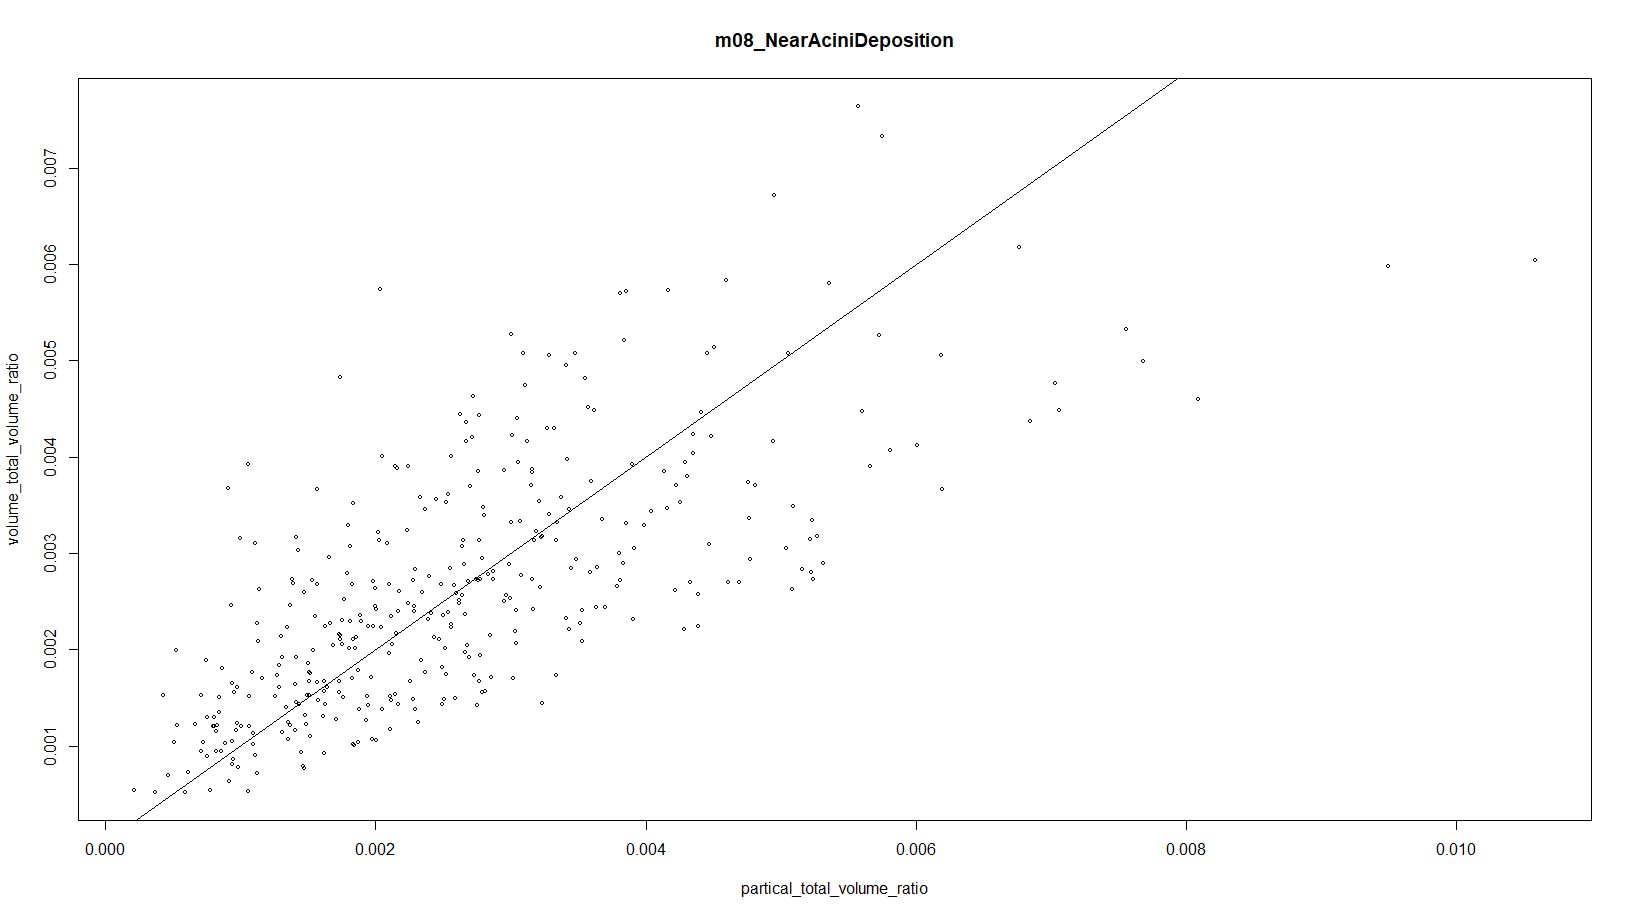 m08_NearAciniDeposition
volume_total_volume_ratio
0.007
0.006
0.005
0.004
0.003
0.002
0.001
0.000 0.002 0.004 0.006 0.008 0.010
partical_total_volume_ratio